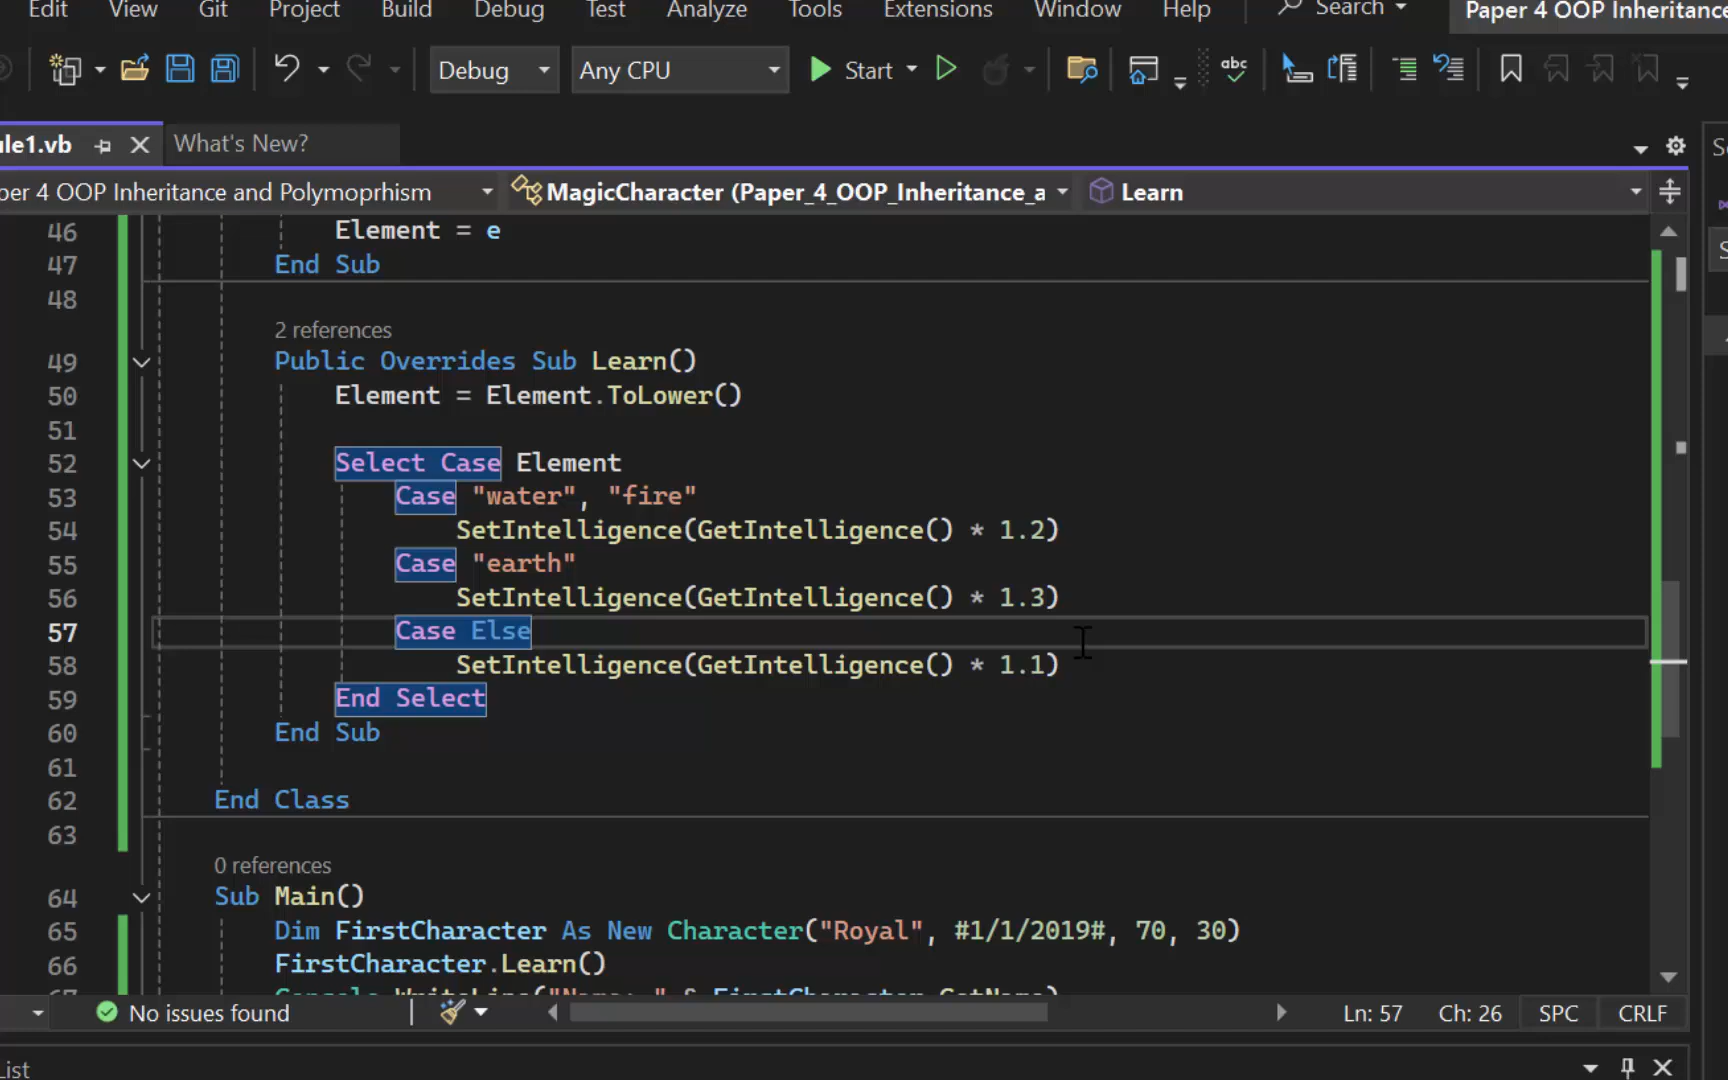 Edit View Git Project Build Debug Test Analyze Tools Extensions Window Help Search Paper 4 OOP Inheritance
Debug Any CPU Start
ule1.vb What's New?
per 4 OOP Inheritance and Polymoprhism MagicCharacter (Paper_4_OOP_Inheritance_a Learn
46 Element = e
47 End Sub
48
2 references
49 Public Overrides Sub Learn()
50 Element = Element.ToLower()
51
52 Select Case Element
53 Case "water", "fire"
54 SetIntelligence(GetIntelligence() * 1.2)
55 Case "earth"
56 SetIntelligence(GetIntelligence() * 1.3)
57 Case Else
58 SetIntelligence(GetIntelligence() * 1.1)
59 End Select
60 End Sub
61
62 End Class
63
0 references
64 Sub Main()
65 Dim FirstCharacter As New Character("Royal", #1/1/2019#, 70, 30)
66 FirstCharacter.Learn()
No issues found Ln: 57 Ch: 26 SPC CRLF
List